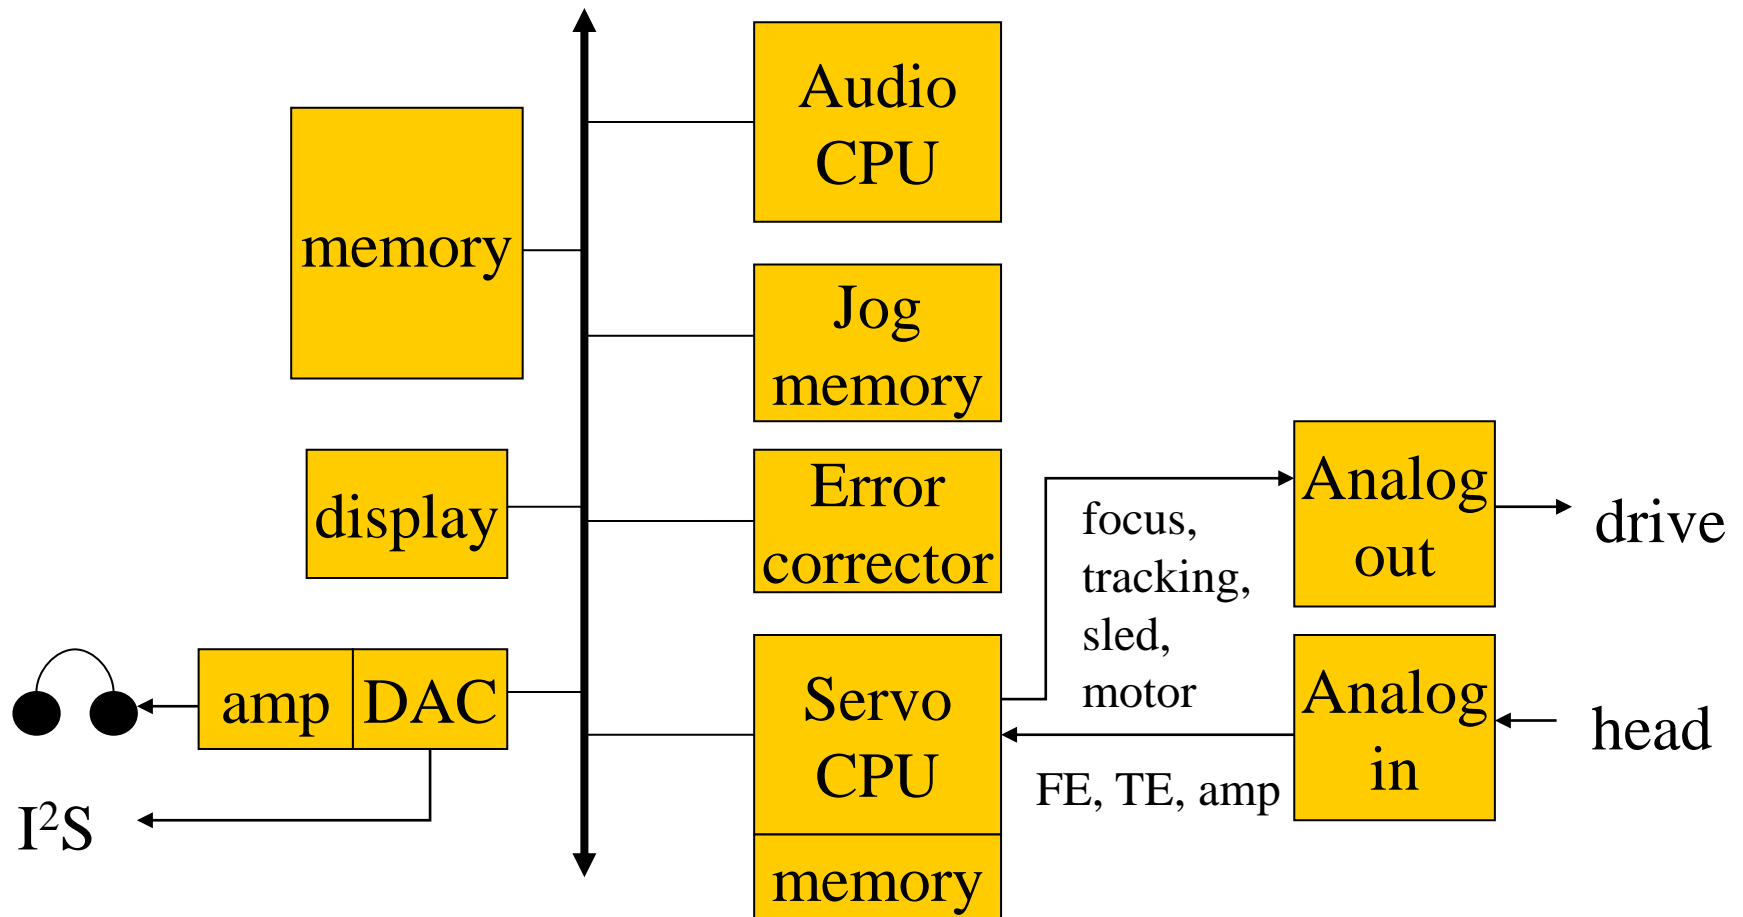 Audio
CPU
memory
Jog
memory
display
Error
corrector
focus,
tracking,
sled,
motor
Analog
out
drive
amp
DAC
Servo
CPU
memory
Analog
in
head
FE, TE, amp
I²S